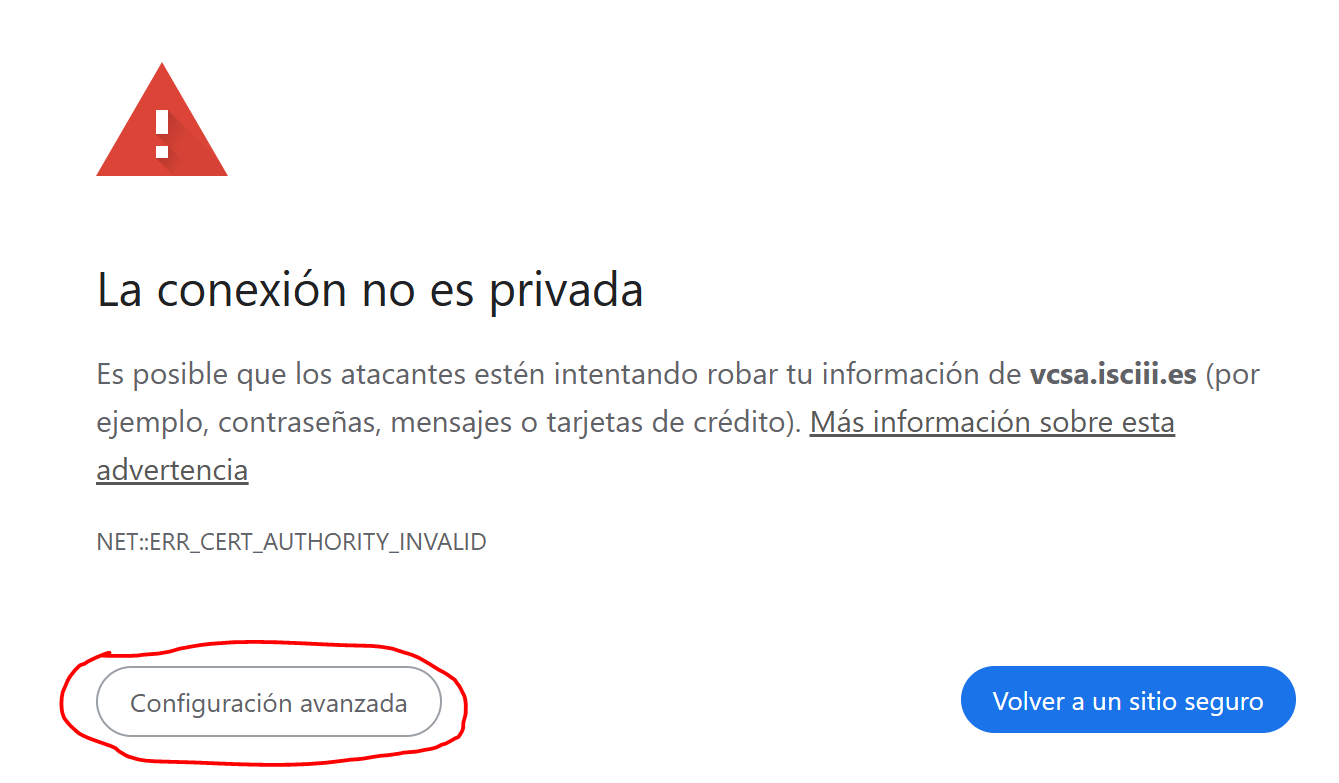 La conexión no es privada
Es posible que los atacantes estén intentando robar tu información de vcsa.isciii.es (por
ejemplo, contraseñas, mensajes o tarjetas de crédito). Más información sobre esta
advertencia
NET::ERR_CERT_AUTHORITY_INVALID
Configuración avanzada
Volver a un sitio seguro